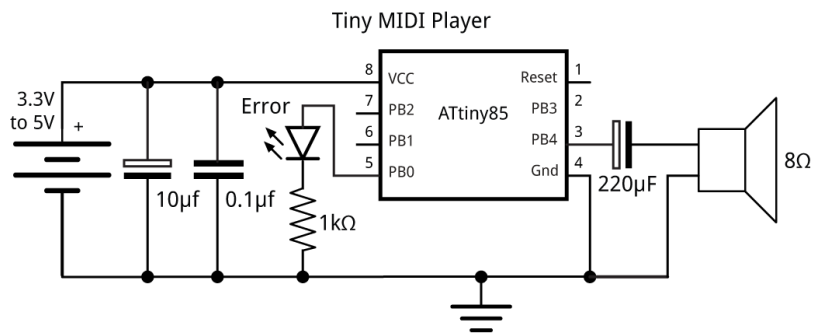 Tiny MIDI Player
3.3V
to 5V
+
10µf
0.1µf
Error
1kΩ
8
VCC
7
PB2
6
PB1
5
PB0
ATtiny85
Reset
1
PB3
2
PB4
3
Gnd
4
220µF
8Ω